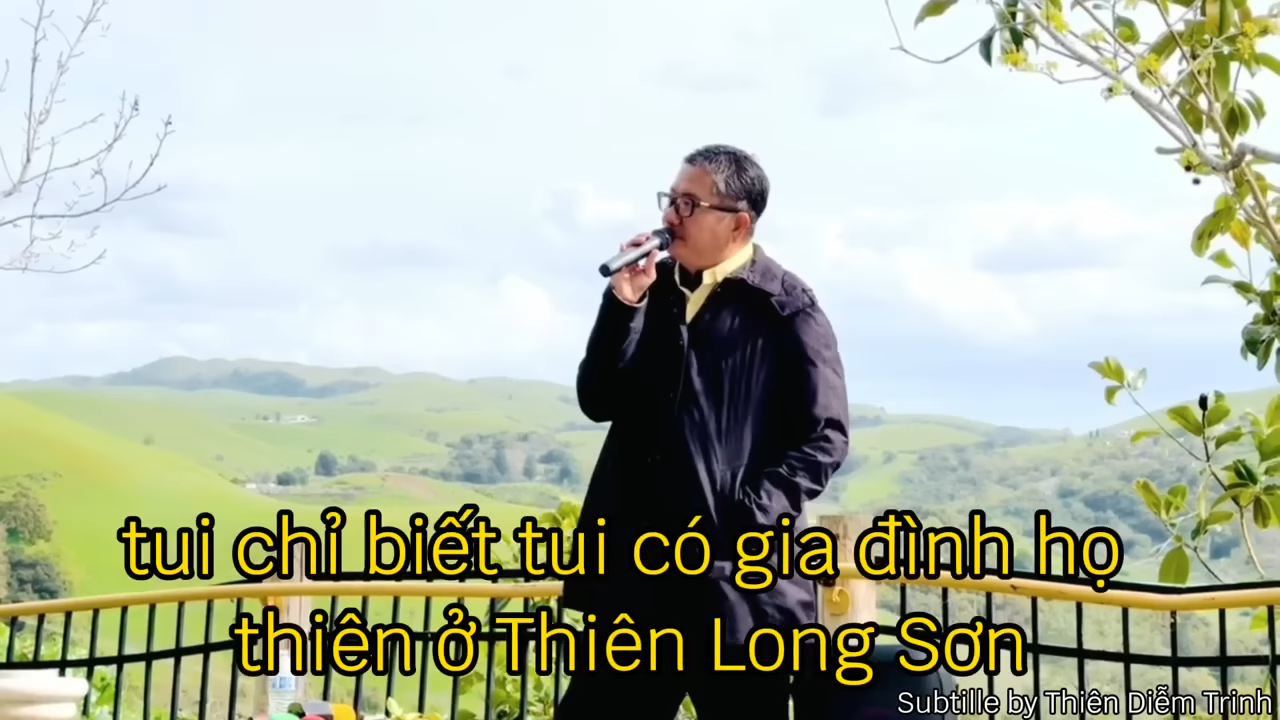 tui chỉ biết tui có gia đình họ
thiên ở Thiên Long Sơn
Subtille by Thiên Diễm Trinh